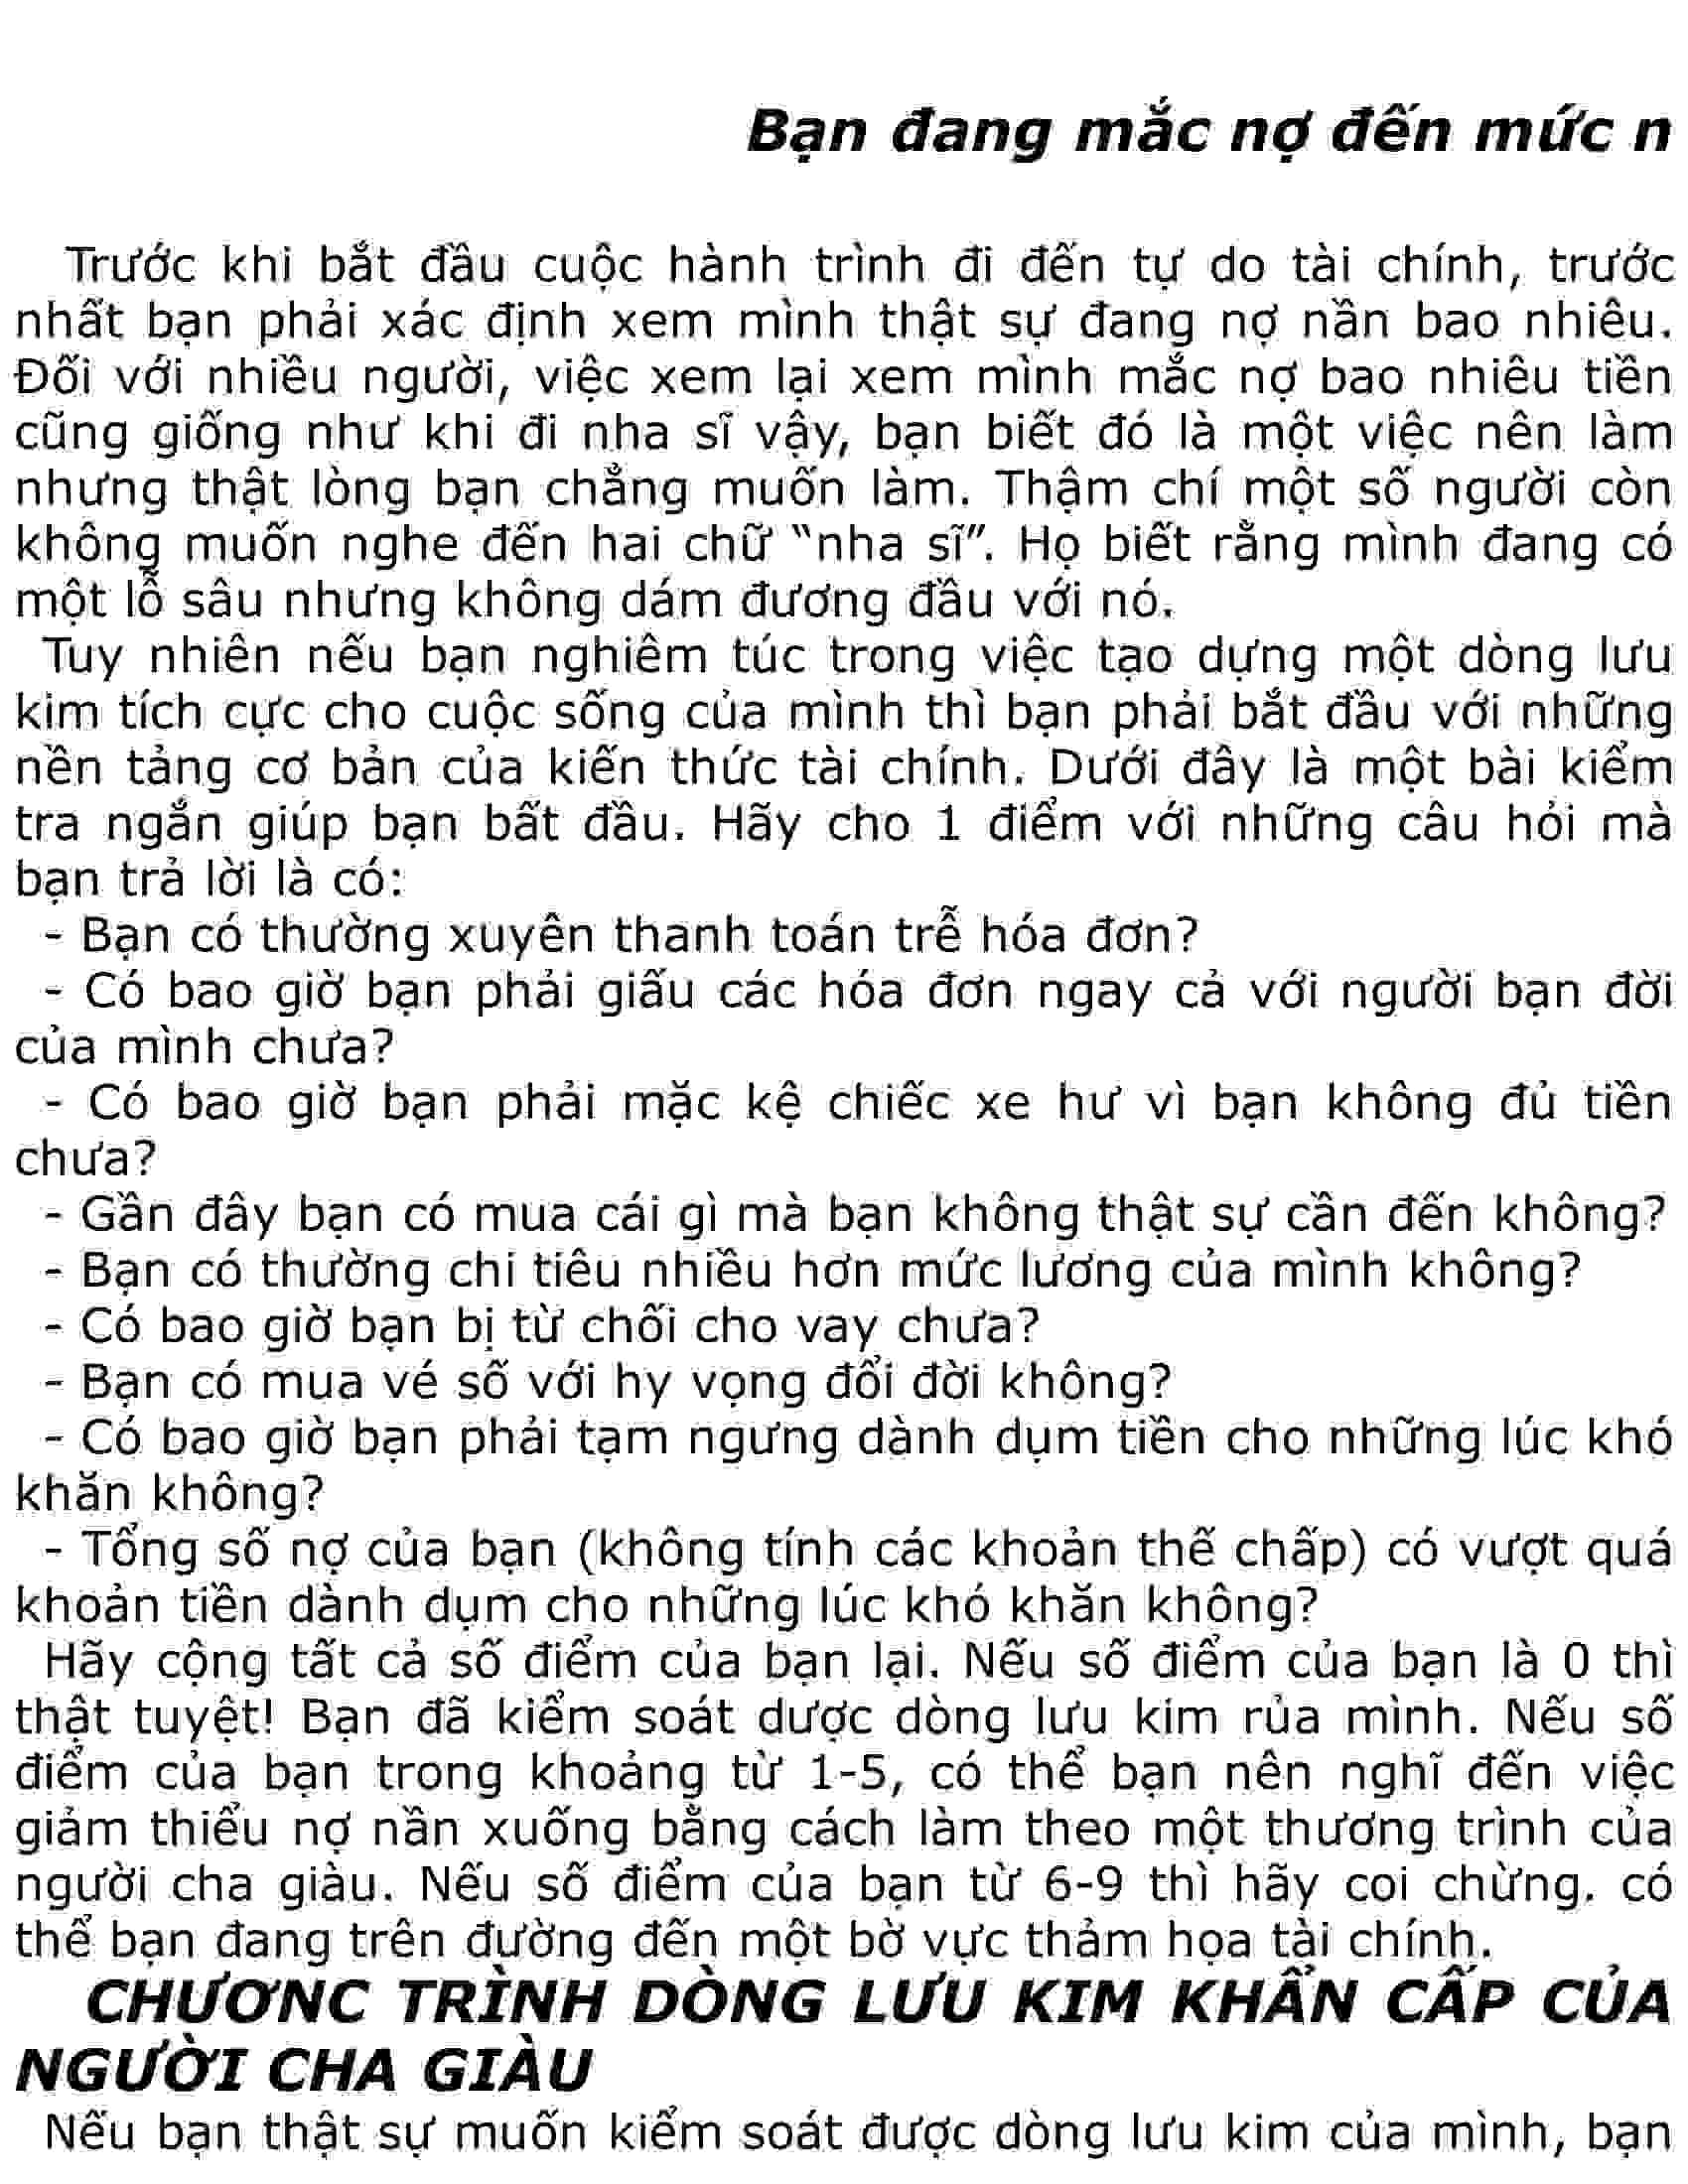 Bạn đang mắc nợ đến mức n
Trước khi bắt đầu cuộc hành trình đi đến tự do tài chính, trước
nhất bạn phải xác định xem mình thật sự đang nợ nần bao nhiêu.
Đối với nhiều người, việc xem lại xem mình mắc nợ bao nhiêu tiền
cũng giống như khi đi nha sĩ vậy, bạn biết đó là một việc nên làm
nhưng thật lòng bạn chẳng muốn làm. Thậm chí một số người còn
không muốn nghe đến hai chữ “nha sĩ”. Họ biết rằng mình đang có
một lỗ sâu nhưng không dám đương đầu với nó.
Tuy nhiên nếu bạn nghiêm túc trong việc tạo dựng một dòng lưu
kim tích cực cho cuộc sống của mình thì bạn phải bắt đầu với những
nền tảng cơ bản của kiến thức tài chính. Dưới đây là một bài kiểm
tra ngắn giúp bạn bất đầu. Hãy cho 1 điểm với những câu hỏi mà
bạn trả lời là có:
- Bạn có thường xuyên thanh toán trễ hóa đơn?
- Có bao giờ bạn phải giấu các hóa đơn ngay cả với người bạn đời
của mình chưa?
- Có bao giờ bạn phải mặc kệ chiếc xe hư vì bạn không đủ tiền
chưa?
- Gần đây bạn có mua cái gì mà bạn không thật sự cần đến không?
- Bạn có thường chi tiêu nhiều hơn mức lương của mình không?
- Có bao giờ bạn bị từ chối cho vay chưa?
- Bạn có mua vé số với hy vọng đổi đời không?
- Có bao giờ bạn phải tạm ngưng dành dụm tiền cho những lúc khó
khăn không?
- Tổng số nợ của bạn (không tính các khoản thế chấp) có vượt quá
khoản tiền dành dụm cho những lúc khó khăn không?
Hãy cộng tất cả số điểm của bạn lại. Nếu số điểm của bạn là 0 thì
thật tuyệt! Bạn đã kiểm soát dược dòng lưu kim rủa mình. Nếu số
điểm của bạn trong khoảng từ 1-5, có thể bạn nên nghĩ đến việc
giảm thiểu nợ nần xuống bằng cách làm theo một thương trình của
người cha giàu. Nếu số điểm của bạn từ 6-9 thì hãy coi chừng. có
thể bạn đang trên đường đến một bờ vực thảm họa tài chính.
CHƯƠNC TRÌNH DÒNG LƯU KIM KHẨN CẤP CỦA
NGƯỜI CHA GIÀU
Nếu bạn thật sự muốn kiểm soát được dòng lưu kim của mình, bạn